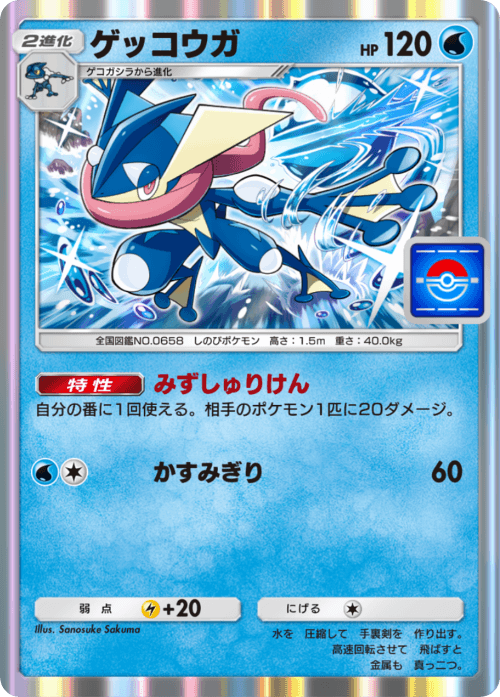 2進化 ゲッコウガ HP 120
ゲコガシラから進化
全国図鑑NO.0658 しのびポケモン 高さ:1.5m 重さ:40.0kg
特性 みずしゅりけん
自分の番に1回使える。相手のポケモン1匹に20ダメージ。
かすみぎり 60
弱点 +20 にげる
Illus. Sanosuke Sakuma
水を 圧縮して 手裏剣を 作り出す。
高速回転させて 飛ばすと
金属も 真っ二つ。